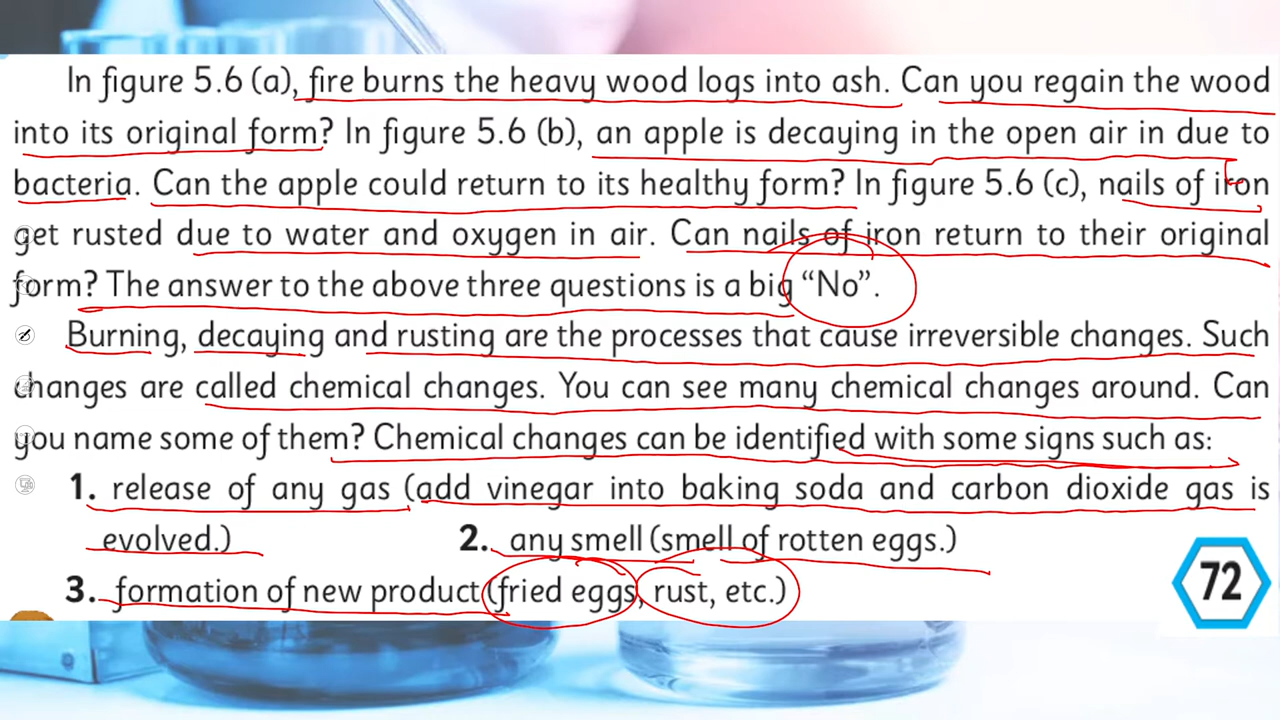 In figure 5.6 (a), fire burns the heavy wood logs into ash. Can you regain the wood
into its original form? In figure 5.6 (b), an apple is decaying in the open air in due to
bacteria. Can the apple could return to its healthy form? In figure 5.6 (c), nails of iron
get rusted due to water and oxygen in air. Can nails of iron return to their original
form? The answer to the above three questions is a big “No”.
Burning, decaying and rusting are the processes that cause irreversible changes. Such
changes are called chemical changes. You can see many chemical changes around. Can
you name some of them? Chemical changes can be identified with some signs such as:
1. release of any gas (add vinegar into baking soda and carbon dioxide gas is
evolved.) 2. any smell (smell of rotten eggs.)
3. formation of new product (fried eggs, rust, etc.)
72